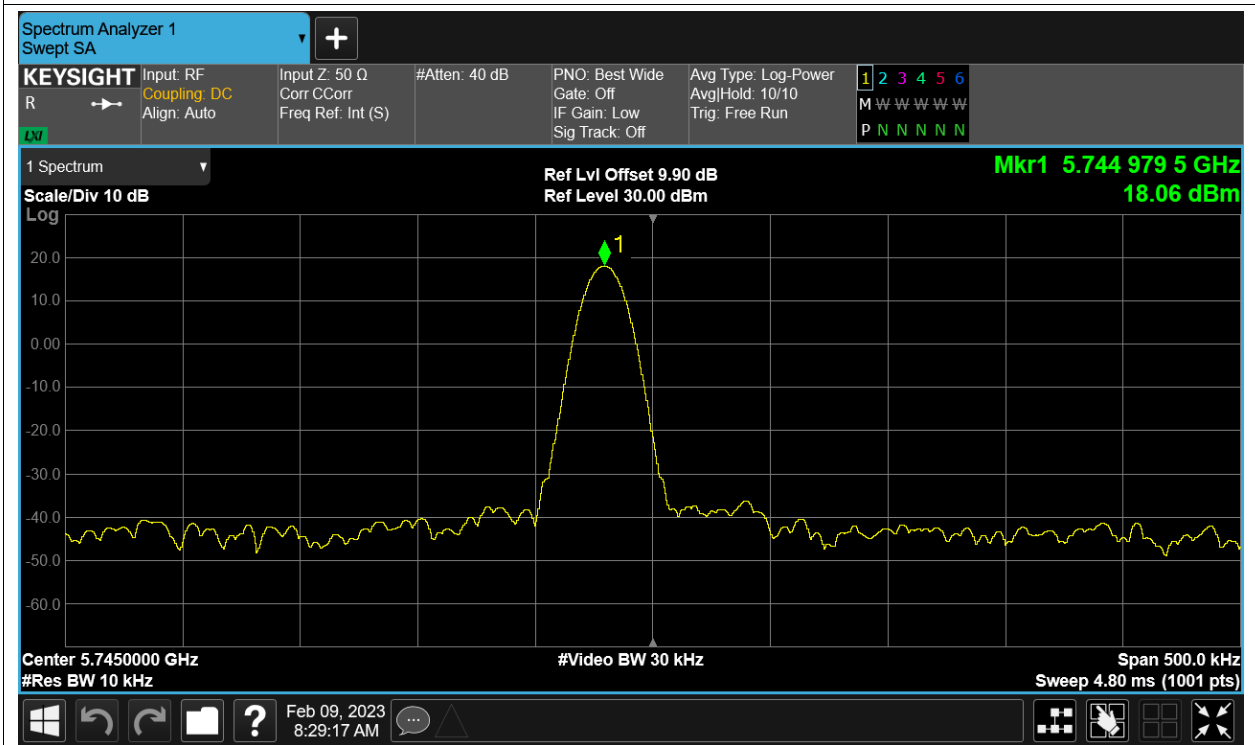 Spectrum Analyzer 1
Swept SA
KEYSIGHT
R
LXI
Input: RF
Coupling: DC
Align: Auto
Input Z: 50 Ω
Corr CCorr
Freq Ref: Int (S)
#Atten: 40 dB
PNO: Best Wide
Gate: Off
IF Gain: Low
Sig Track: Off
Avg Type: Log-Power
Avg|Hold: 10/10
Trig: Free Run
1 2 3 4 5 6
M W W W W W
P N N N N N
1 Spectrum
Scale/Div 10 dB
Log
Ref Lvl Offset 9.90 dB
Ref Level 30.00 dBm
Mkr1 5.744 979 5 GHz
18.06 dBm
1
20.0
10.0
0.00
-10.0
-20.0
-30.0
-40.0
-50.0
-60.0
Center 5.7450000 GHz
#Video BW 30 kHz
Span 500.0 kHz
#Res BW 10 kHz
Sweep 4.80 ms (1001 pts)
?
Feb 09, 2023
8:29:17 AM